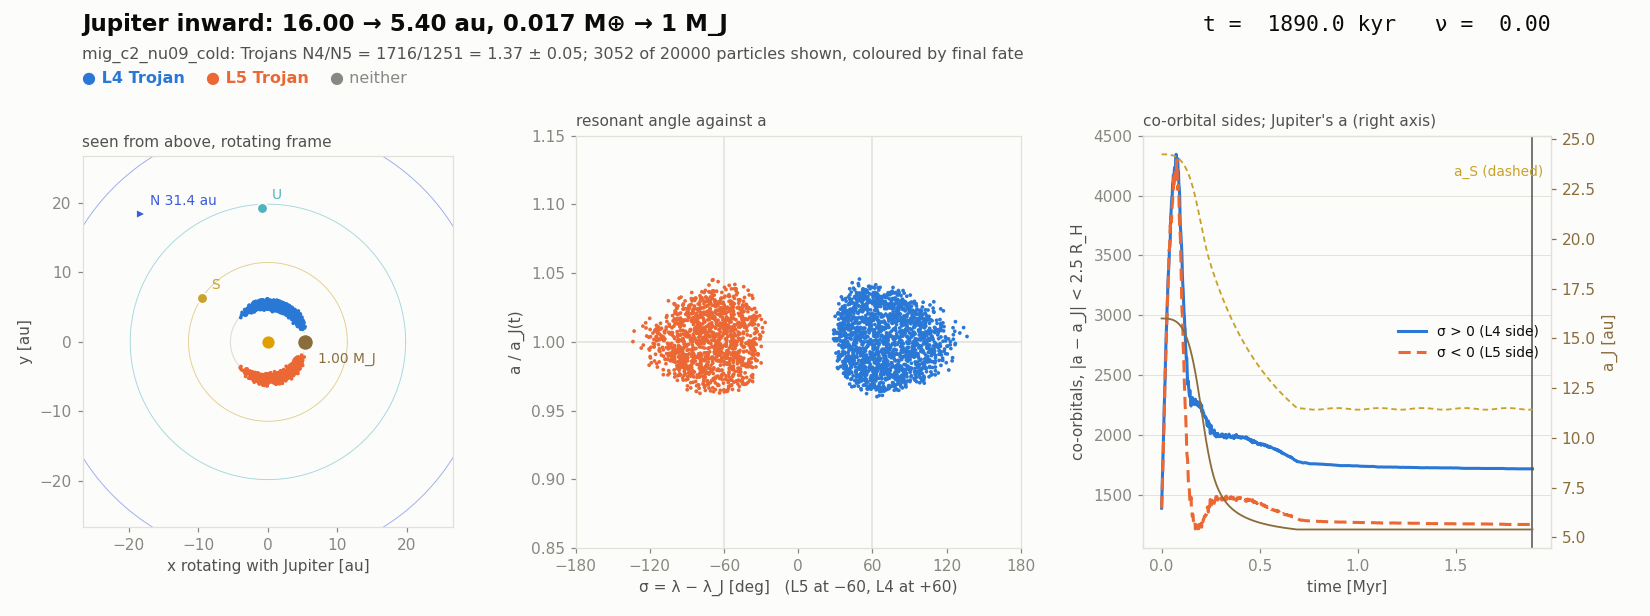 Jupiter inward: 16.00 → 5.40 au, 0.017 M⊕ → 1 M_J
t =  1890.0 kyr   ν =  0.00
mig_c2_nu09_cold: Trojans N4/N5 = 1716/1251 = 1.37 ± 0.05; 3052 of 20000 particles shown, coloured by final fate
L4 Trojan   L5 Trojan   neither
seen from above, rotating frame
N 31.4 au
U
S
1.00 M_J
20
10
0
−10
−20
−20 −10 0 10 20
y [au]
x rotating with Jupiter [au]
resonant angle against a
1.15
1.10
1.05
1.00
0.95
0.90
0.85
−180 −120 −60 0 60 120 180
a / a_J(t)
σ = λ − λ_J [deg]   (L5 at −60, L4 at +60)
co-orbital sides; Jupiter's a (right axis)
4500
4000
3500
3000
2500
2000
1500
co-orbitals, |a − a_J| < 2.5 R_H
a_S (dashed)
σ > 0 (L4 side)
σ < 0 (L5 side)
25.0
22.5
20.0
17.5
15.0
12.5
10.0
7.5
5.0
a_J [au]
0.0 0.5 1.0 1.5
time [Myr]